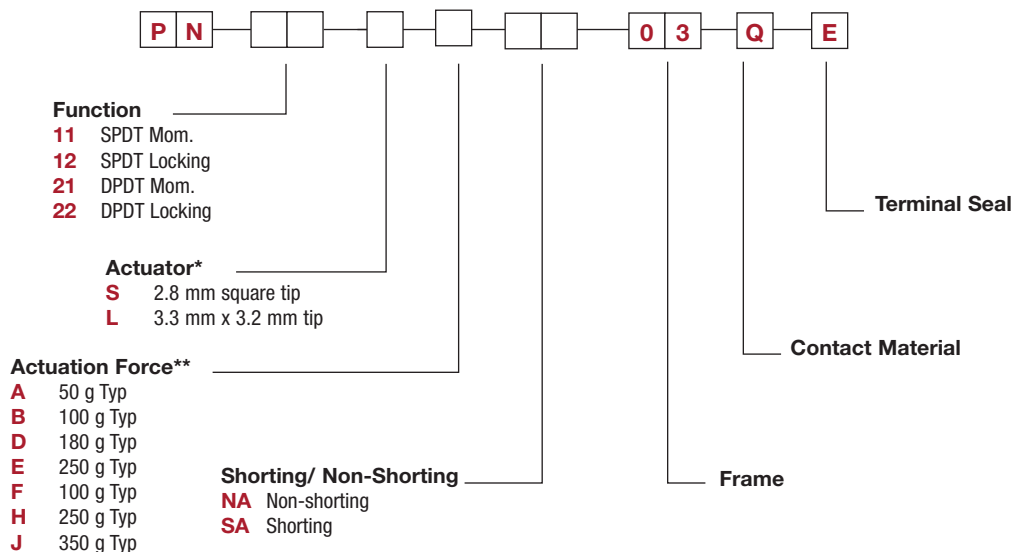 P N 0 3 Q E
Function
11 SPDT Mom.
12 SPDT Locking
21 DPDT Mom.
22 DPDT Locking
Terminal Seal
Actuator*
S 2.8 mm square tip
L 3.3 mm x 3.2 mm tip
Contact Material
Actuation Force**
A 50 g Typ
B 100 g Typ
D 180 g Typ
E 250 g Typ
F 100 g Typ
H 250 g Typ
J 350 g Typ
Shorting/ Non-Shorting
NA Non-shorting
SA Shorting
Frame